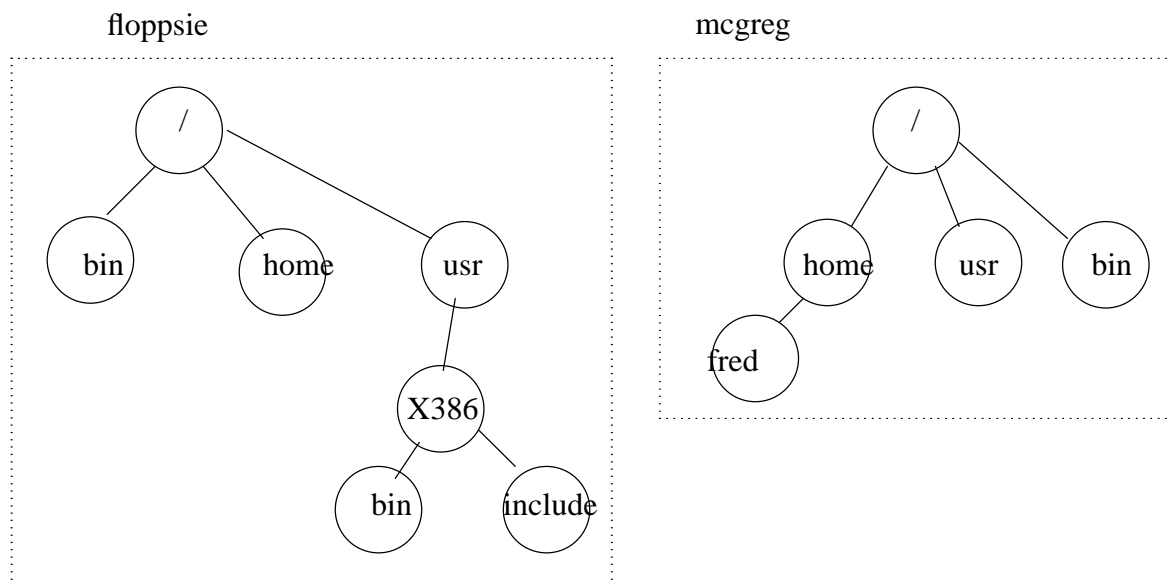 floppsie
/
bin
home
usr
X386
bin
include
mcgreg
/
home
usr
bin
fred